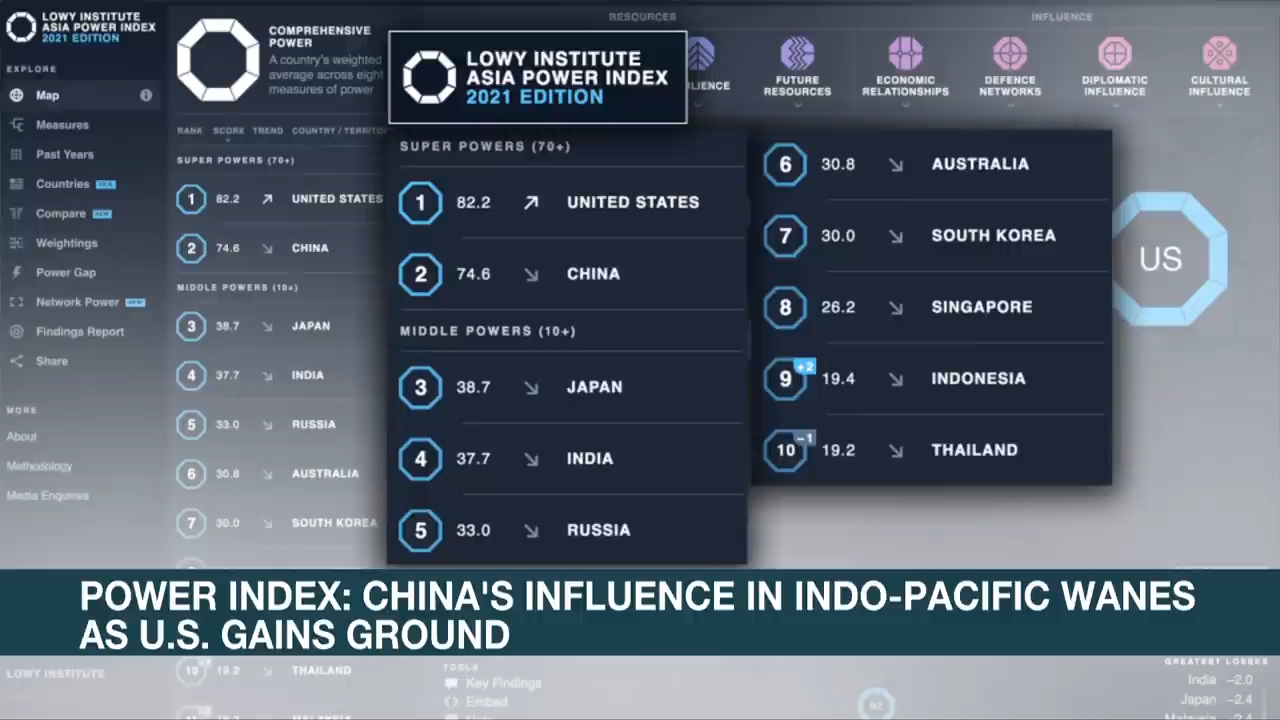 LOWY INSTITUTE
ASIA POWER INDEX
2021 EDITION
EXPLORE
Map
Measures
Past Years
Countries NEW
Compare NEW
Weightings
Power Gap
Network Power NEW
Findings Report
Share
MORE
About
Methodology
Media Enquiries
LOWY INSTITUTE
COMPREHENSIVE
POWER
A country's weighted
average across eight
measures of power
RANK SCORE TREND COUNTRY / TERRITO
SUPER POWERS (70+)
1 82.2 UNITED STATES
2 74.6 CHINA
MIDDLE POWERS (10+)
3 38.7 JAPAN
4 37.7 INDIA
5 33.0 RUSSIA
6 30.8 AUSTRALIA
7 30.0 SOUTH KOREA
10 -1 19.2 THAILAND
RESOURCES
INFLUENCE
LIENCE
FUTURE
RESOURCES
ECONOMIC
RELATIONSHIPS
DEFENCE
NETWORKS
DIPLOMATIC
INFLUENCE
CULTURAL
INFLUENCE
LOWY INSTITUTE
ASIA POWER INDEX
2021 EDITION
SUPER POWERS (70+)
1 82.2 UNITED STATES
2 74.6 CHINA
MIDDLE POWERS (10+)
3 38.7 JAPAN
4 37.7 INDIA
5 33.0 RUSSIA
6 30.8 AUSTRALIA
7 30.0 SOUTH KOREA
8 26.2 SINGAPORE
9 +2 19.4 INDONESIA
10 -1 19.2 THAILAND
US
POWER INDEX: CHINA'S INFLUENCE IN INDO-PACIFIC WANES
AS U.S. GAINS GROUND
TOOLS
Key Findings
Embed
GREATEST LOSSES
India -2.0
Japan -2.4
Malaysia -2.4